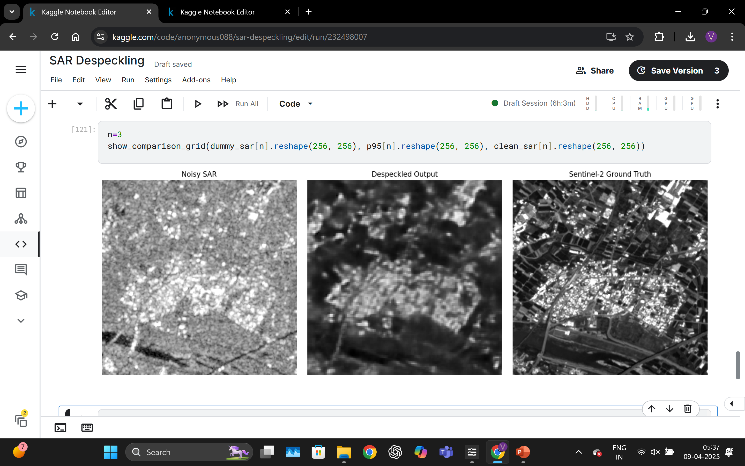 Kaggle Notebook Editor
Kaggle Notebook Editor
kaggle.com/code/anonymous088/sar-despeckling/edit/run/232498007
SAR Despeckling
Draft saved
File Edit View Run Settings Add-ons Help
Share
Save Version 3
Run All
Code
Draft Session (6h:3m)
[121]:
n=3
show_comparison_grid(dummy_sar[n].reshape(256, 256), p95[n].reshape(256, 256), clean_sar[n].reshape(256, 256))
Noisy SAR
Despeckled Output
Sentinel-2 Ground Truth
Search
ENG
IN
05:37
09-04-2025